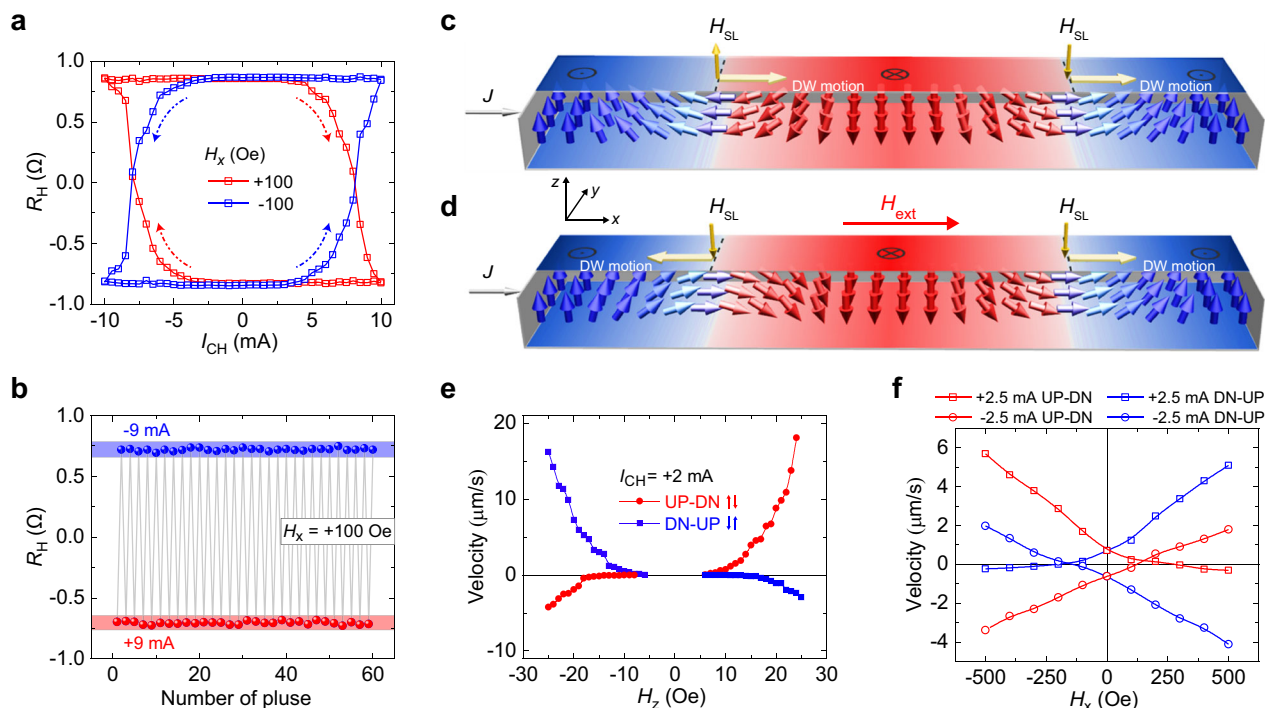 a
1.0
0.5
0.0
-0.5
-1.0
R_H (Ω)
H_x (Oe)
+100
-100
-10
-5
0
5
10
I_CH (mA)
b
1.0
0.5
0.0
-0.5
-1.0
R_H (Ω)
-9 mA
H_x = +100 Oe
+9 mA
0
20
40
60
Number of pluse
c
H_SL
H_SL
DW motion
DW motion
J
z
y
x
d
H_SL
H_ext
H_SL
DW motion
DW motion
J
e
20
10
0
-10
Velocity (μm/s)
I_CH = +2 mA
UP-DN ↿⇂
DN-UP ⇃↾
-30
-20
-10
0
10
20
30
H_Z (Oe)
f
+2.5 mA UP-DN
+2.5 mA DN-UP
-2.5 mA UP-DN
-2.5 mA DN-UP
6
4
2
0
-2
-4
Velocity (μm/s)
-500
-250
0
250
500
H_x (Oe)